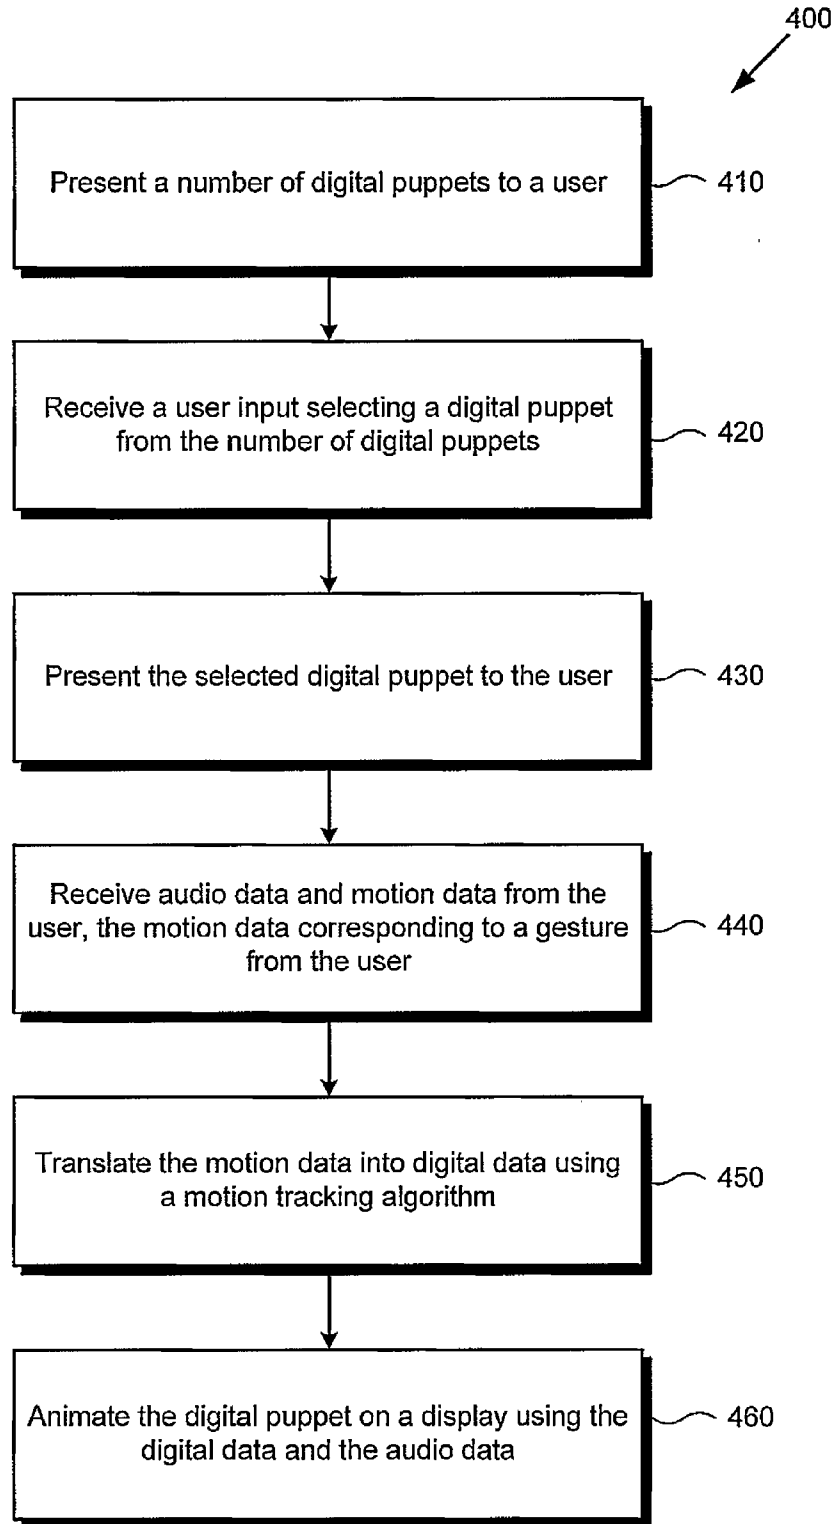 400
Present a number of digital puppets to a user
410
Receive a user input selecting a digital puppet
from the number of digital puppets
420
Present the selected digital puppet to the user
430
Receive audio data and motion data from the
user, the motion data corresponding to a gesture
from the user
440
Translate the motion data into digital data using
a motion tracking algorithm
450
Animate the digital puppet on a display using the
digital data and the audio data
460